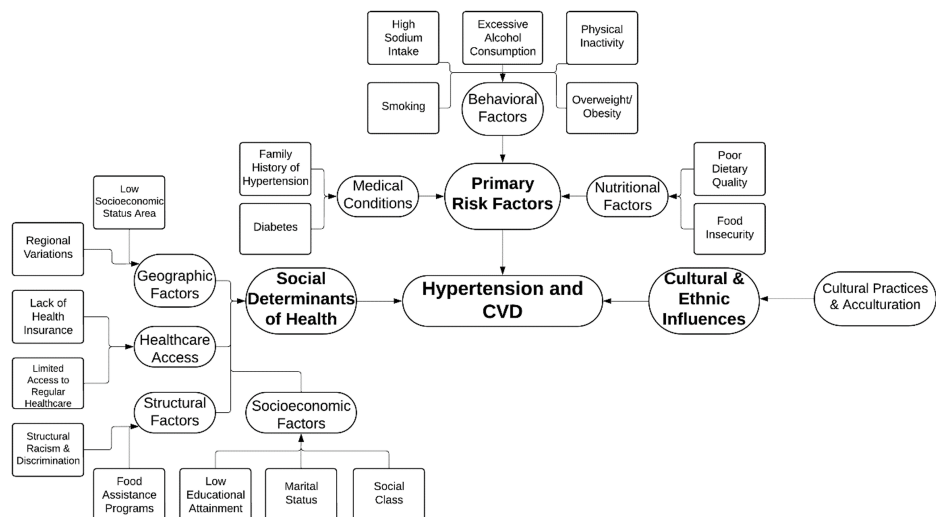 High
Sodium
Intake
Excessive
Alcohol
Consumption
Physical
Inactivity
Smoking
Behavioral
Factors
Overweight/
Obesity
Family
History of
Hypertension
Medical
Conditions
Primary
Risk Factors
Nutritional
Factors
Poor
Dietary
Quality
Diabetes
Food
Insecurity
Low
Socioeconomic
Status Area
Regional
Variations
Geographic
Factors
Social
Determinants
of Health
Hypertension and
CVD
Cultural &
Ethnic
Influences
Cultural Practices
& Acculturation
Lack of
Health
Insurance
Healthcare
Access
Limited
Access to
Regular
Healthcare
Structural
Factors
Socioeconomic
Factors
Structural
Racism &
Discrimination
Food
Assistance
Programs
Low
Educational
Attainment
Marital
Status
Social
Class